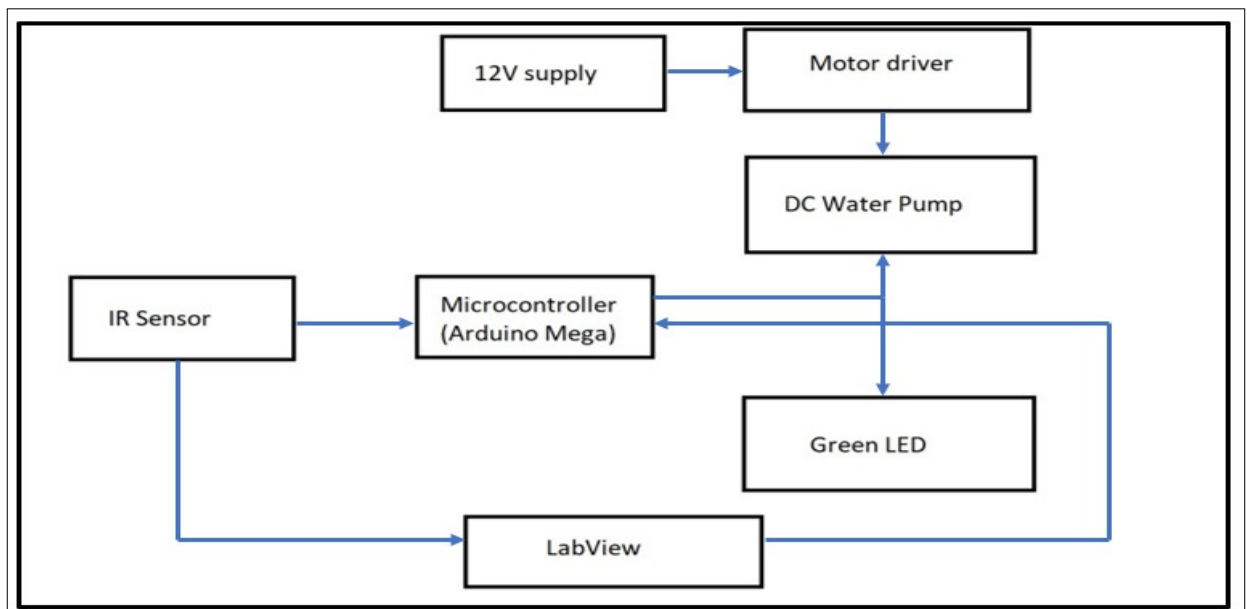 12V supply
Motor driver
DC Water Pump
IR Sensor
Microcontroller
(Arduino Mega)
Green LED
LabView